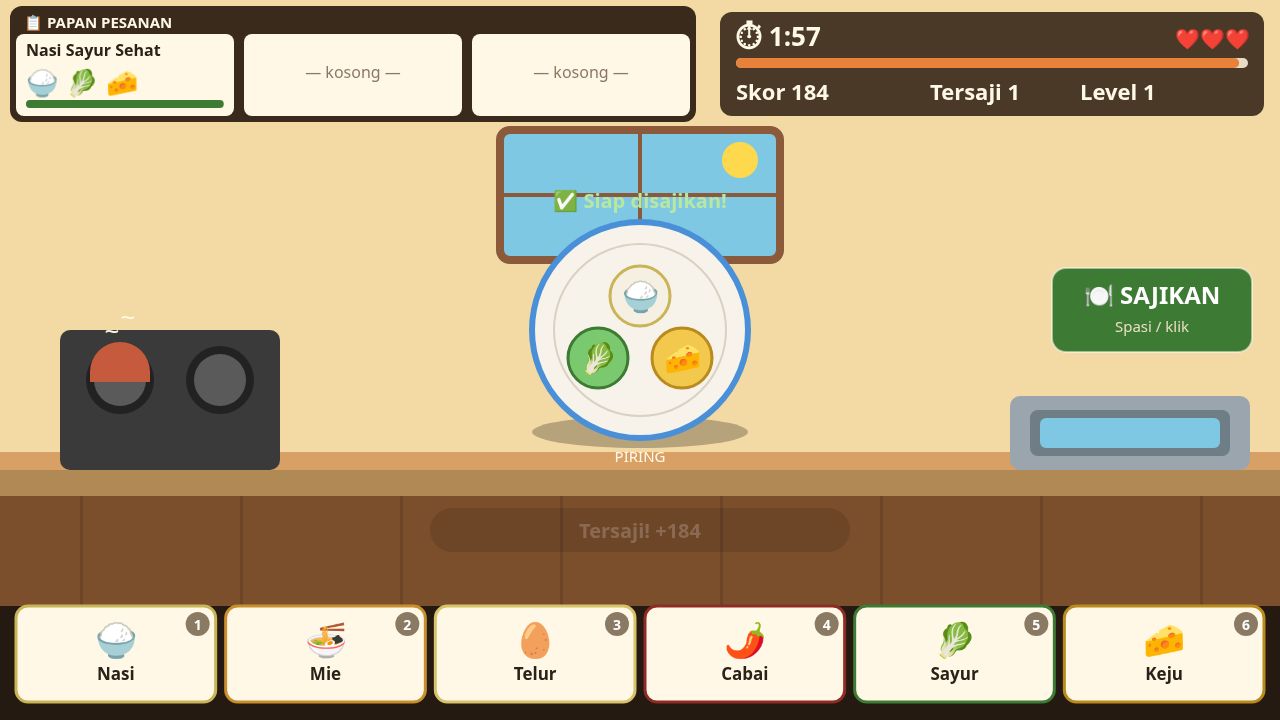 📋 PAPAN PESANAN
Nasi Sayur Sehat
— kosong —
— kosong —
⏱ 1:57
Skor 184
Tersaji 1
Level 1
✅ Siap disajikan!
🍽 SAJIKAN
Spasi / klik
PIRING
Tersaji! +184
1
Nasi
2
Mie
3
Telur
4
Cabai
5
Sayur
6
Keju